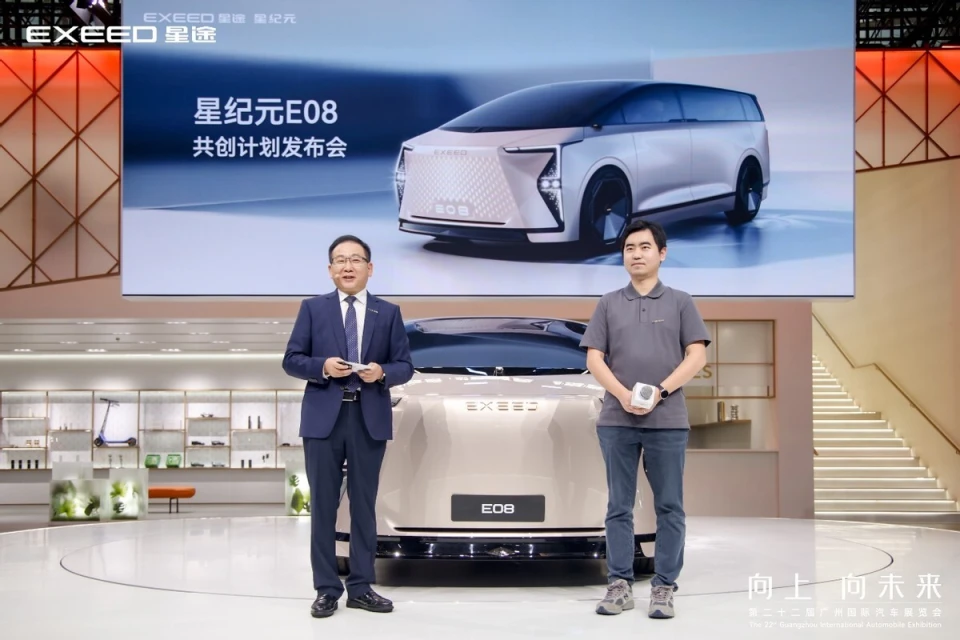 EXEED 星途 星纪元
EXEED 星途
星纪元E08
共创计划发布会
EXEED
E08
EXEED
ES
E08
向上 向未来
第二十二届广州国际汽车展览会
The 22nd Guangzhou International Automobile Exhibition